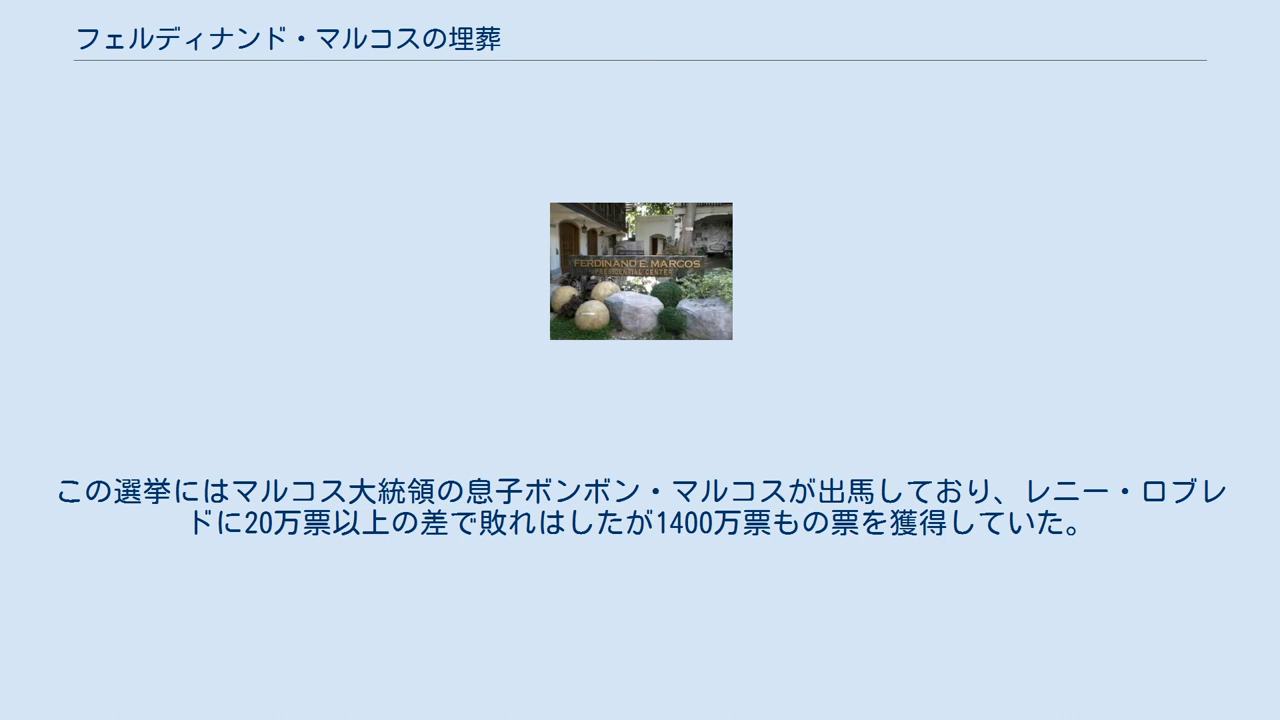 フェルディナンド・マルコスの埋葬
FERDINAND E. MARCOS
PRESIDENTIAL CENTER
この選挙にはマルコス大統領の息子ボンボン・マルコスが出馬しており、レニー・ロブレ
ドに20万票以上の差で敗れはしたが1400万票もの票を獲得していた。